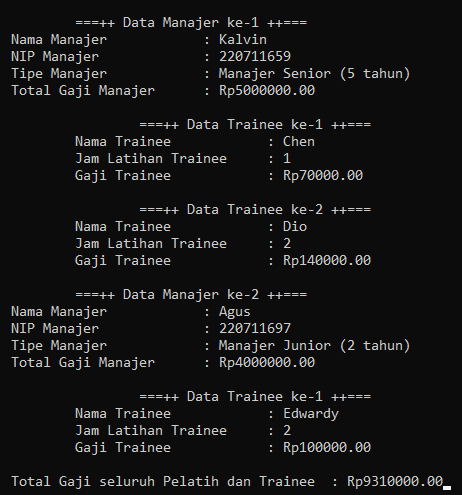 ===++ Data Manajer ke-1 ++===
Nama Manajer : Kalvin
NIP Manajer : 220711659
Tipe Manajer : Manajer Senior (5 tahun)
Total Gaji Manajer : Rp5000000.00
===++ Data Trainee ke-1 ++===
Nama Trainee : Chen
Jam Latihan Trainee : 1
Gaji Trainee : Rp70000.00
===++ Data Trainee ke-2 ++===
Nama Trainee : Dio
Jam Latihan Trainee : 2
Gaji Trainee : Rp140000.00
===++ Data Manajer ke-2 ++===
Nama Manajer : Agus
NIP Manajer : 220711697
Tipe Manajer : Manajer Junior (2 tahun)
Total Gaji Manajer : Rp4000000.00
===++ Data Trainee ke-1 ++===
Nama Trainee : Edwardy
Jam Latihan Trainee : 2
Gaji Trainee : Rp100000.00
Total Gaji seluruh Pelatih dan Trainee : Rp9310000.00